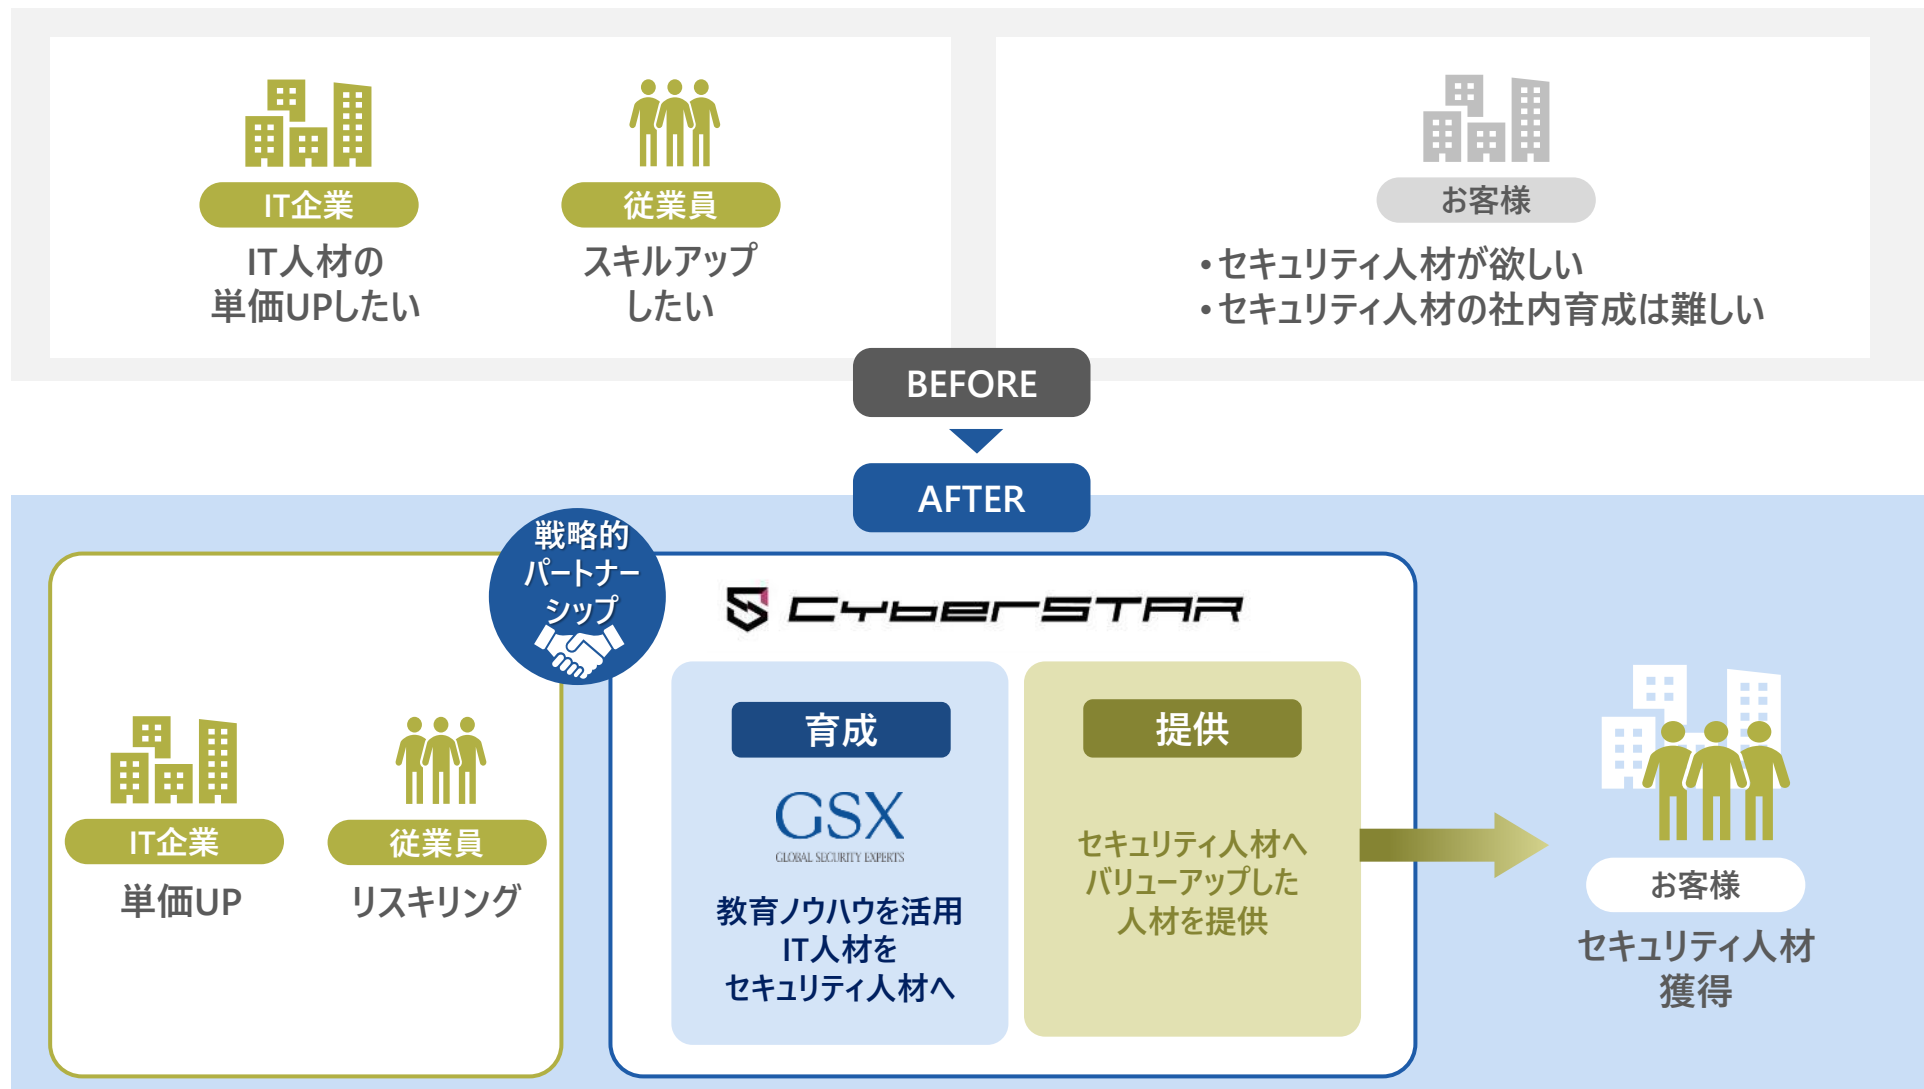 IT企業
IT人材の
単価UPしたい
従業員
スキルアップ
したい
お客様
・セキュリティ人材が欲しい
・セキュリティ人材の社内育成は難しい
BEFORE
AFTER
戦略的
パートナー
シップ
IT企業
単価UP
従業員
リスキリング
CyberSTAR
育成
GSX
GLOBAL SECURITY EXPERTS
教育ノウハウを活用
IT人材を
セキュリティ人材へ
提供
セキュリティ人材へ
バリューアップした
人材を提供
お客様
セキュリティ人材
獲得